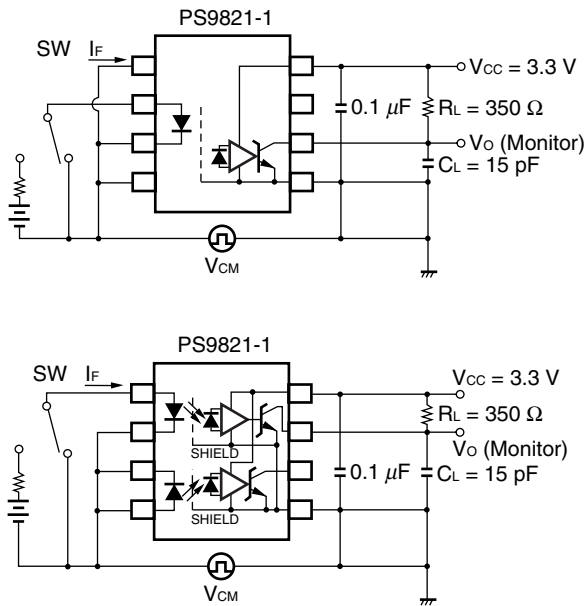 PS9821-1
SW
IF
VCC = 3.3 V
0.1 μF
RL = 350 Ω
VO (Monitor)
CL = 15 pF
VCM
PS9821-1
SW
IF
VCC = 3.3 V
RL = 350 Ω
SHIELD
VO (Monitor)
0.1 μF
CL = 15 pF
SHIELD
VCM